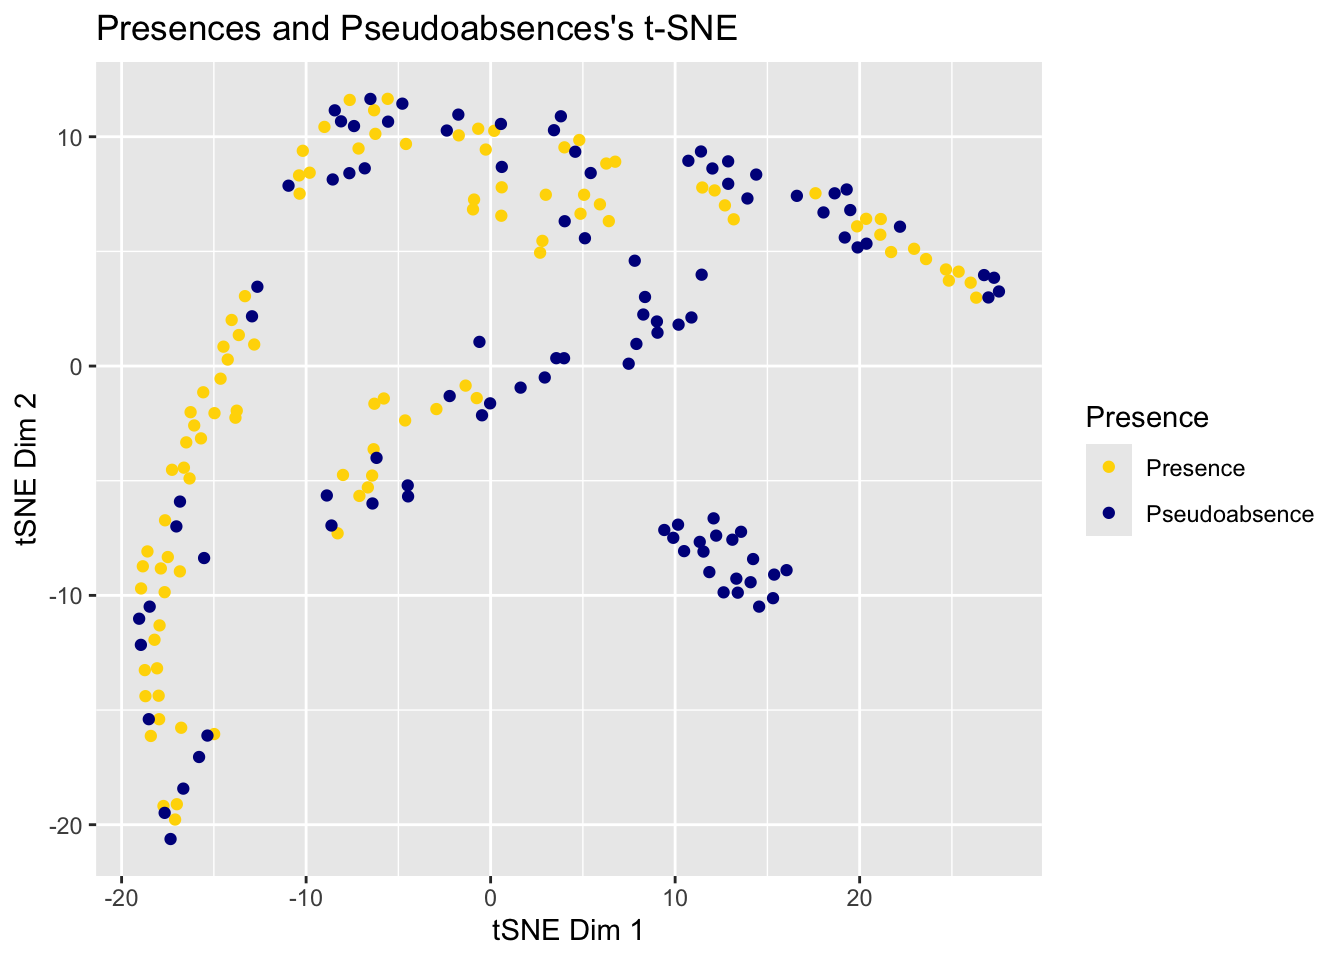 Presences and Pseudoabsences's t-SNE
10
0
-10
-20
tSNE Dim 2
-20 -10 0 10 20
tSNE Dim 1
Presence
Presence
Pseudoabsence